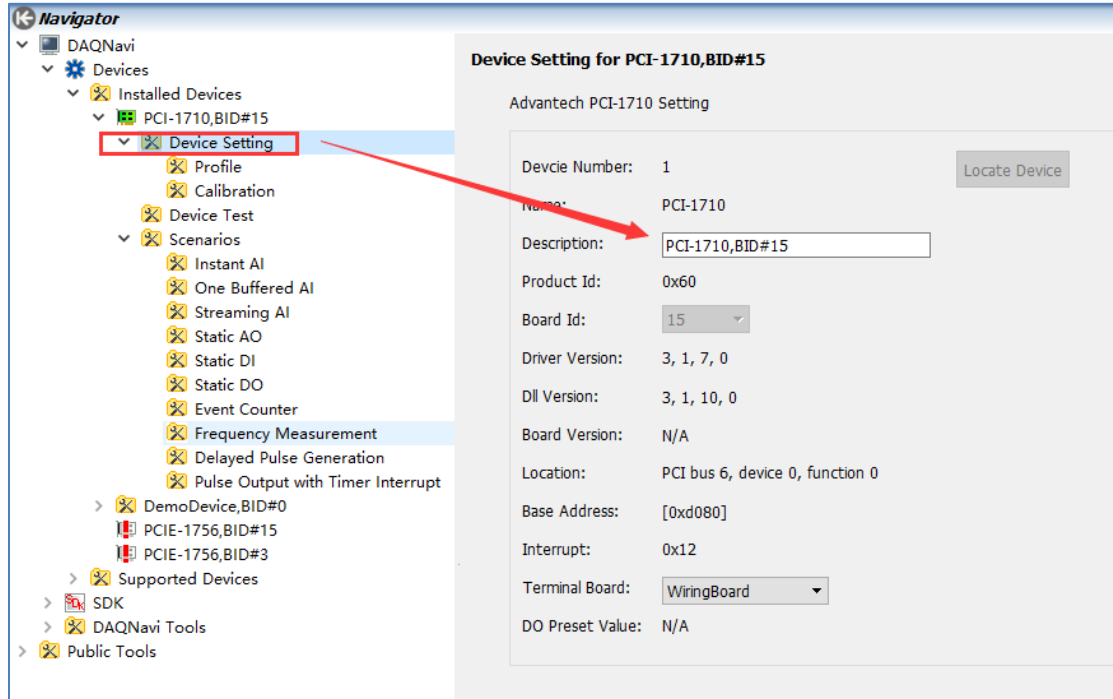 Navigator
DAQNavi
Devices
Installed Devices
PCI-1710,BID#15
Device Setting
Profile
Calibration
Device Test
Scenarios
Instant AI
One Buffered AI
Streaming AI
Static AO
Static DI
Static DO
Event Counter
Frequency Measurement
Delayed Pulse Generation
Pulse Output with Timer Interrupt
DemoDevice,BID#0
PCIE-1756,BID#15
PCIE-1756,BID#3
Supported Devices
SDK
DAQNavi Tools
Public Tools
Device Setting for PCI-1710,BID#15
Advantech PCI-1710 Setting
Devcie Number: 1 Locate Device
Name: PCI-1710
Description: PCI-1710,BID#15
Product Id: 0x60
Board Id: 15
Driver Version: 3, 1, 7, 0
Dll Version: 3, 1, 10, 0
Board Version: N/A
Location: PCI bus 6, device 0, function 0
Base Address: [0xd080]
Interrupt: 0x12
Terminal Board: WiringBoard
DO Preset Value: N/A